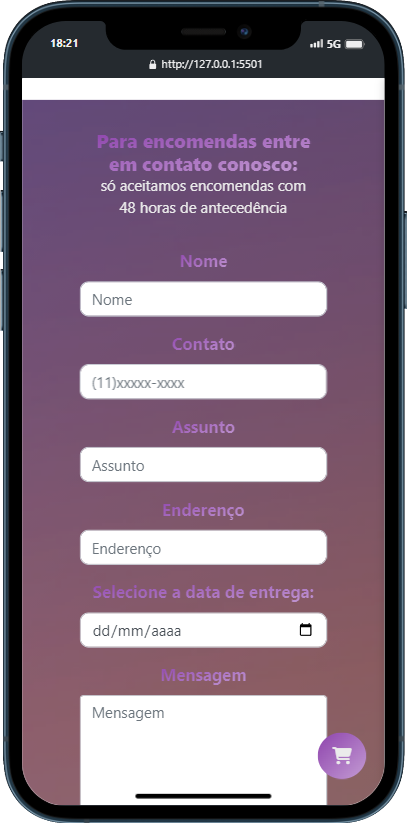 18:21
5G
http://127.0.0.1:5501
Para encomendas entre
em contato conosco:
só aceitamos encomendas com
48 horas de antecedência
Nome
Nome
Contato
(11)xxxxx-xxxx
Assunto
Assunto
Enderenço
Enderenço
Selecione a data de entrega:
dd/mm/aaaa
Mensagem
Mensagem